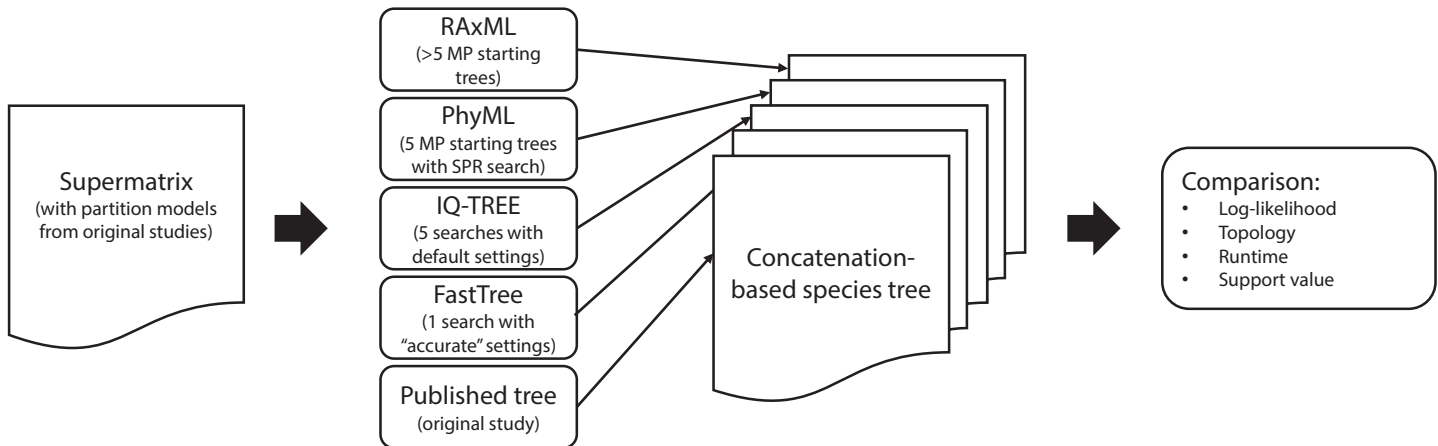 Supermatrix
(with partition models
from original studies)
RAxML
(>5 MP starting
trees)
PhyML
(5 MP starting trees
with SPR search)
IQ-TREE
(5 searches with
default settings)
FastTree
(1 search with
“accurate” settings)
Published tree
(original study)
Concatenation-
based species tree
Comparison:
• Log-likelihood
• Topology
• Runtime
• Support value